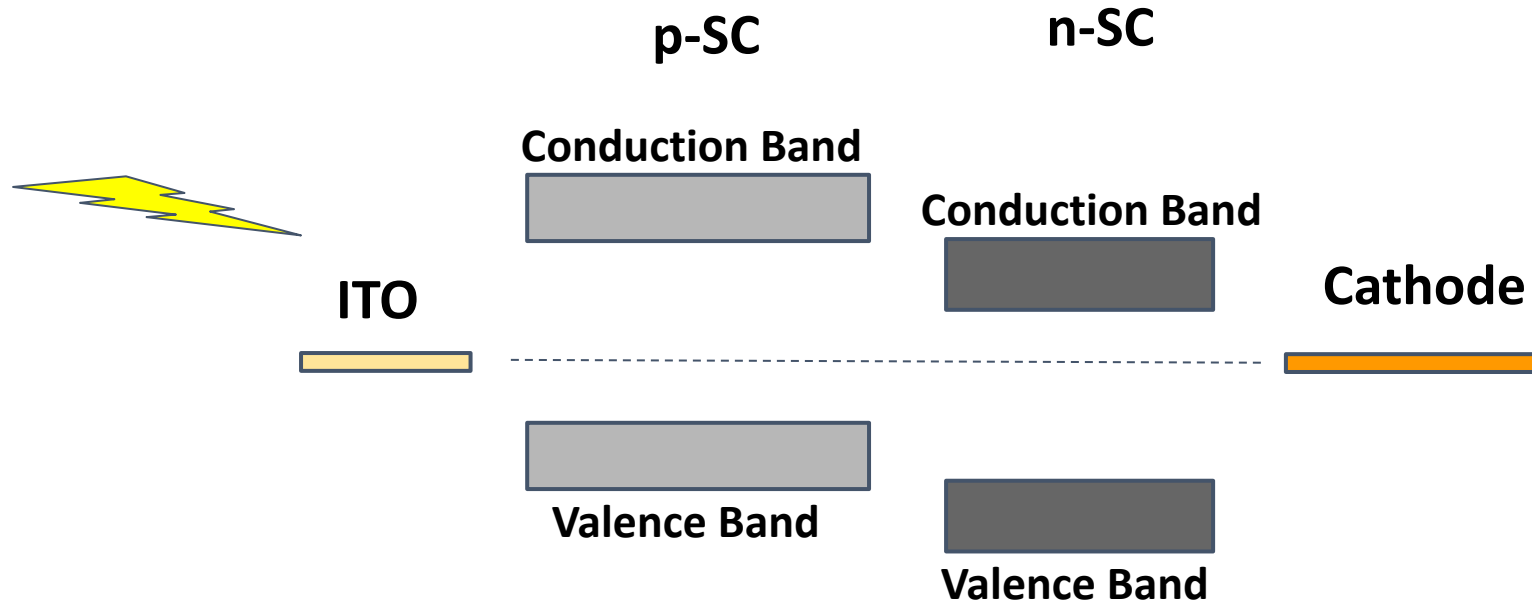 p-SC
n-SC
Conduction Band
Conduction Band
ITO
Cathode
Valence Band
Valence Band